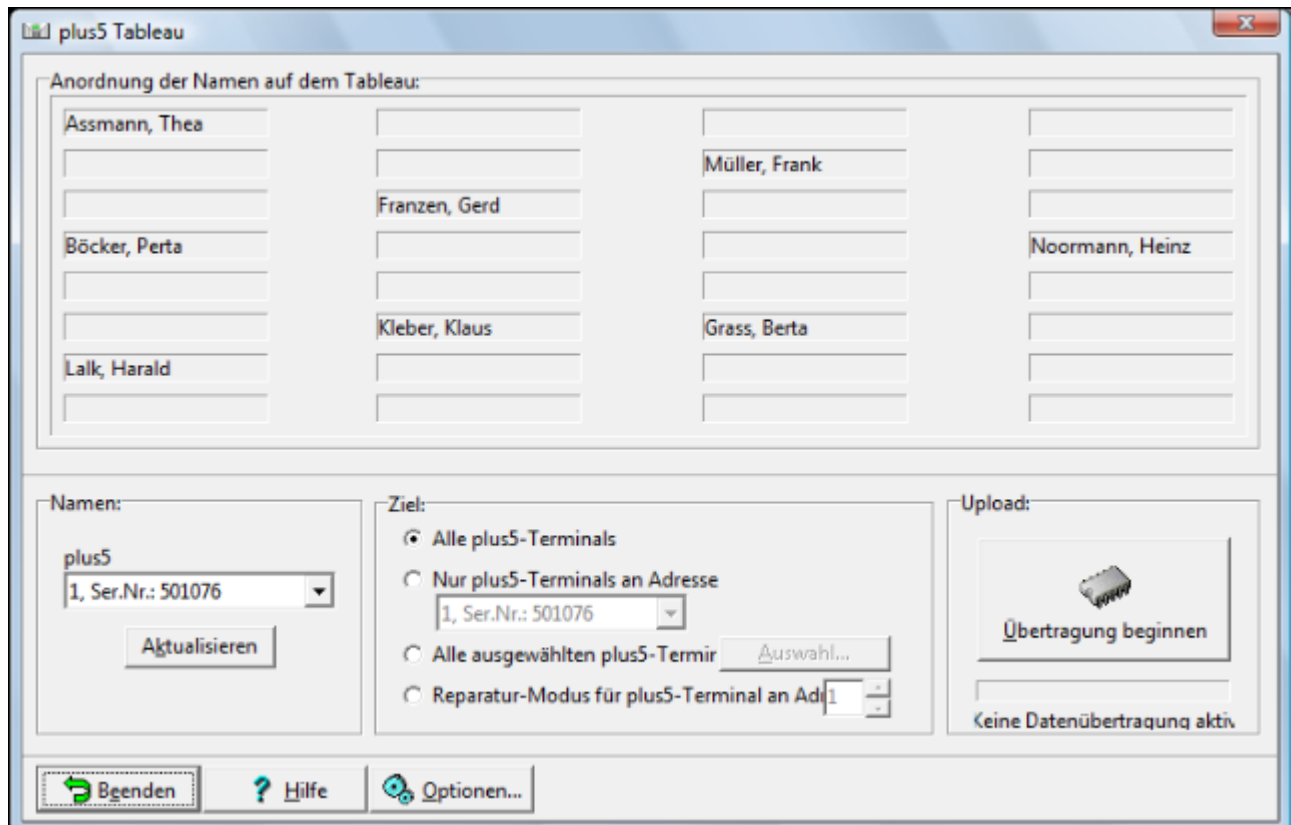 plus5 Tableau
Anordnung der Namen auf dem Tableau:
Assmann, Thea
Müller, Frank
Franzen, Gerd
Böcker, Perta
Noormann, Heinz
Kleber, Klaus
Grass, Berta
Lalk, Harald
Namen:
plus5
1, Ser.Nr.: 501076
Aktualisieren
Ziel:
Alle plus5-Terminals
Nur plus5-Terminals an Adresse
1, Ser.Nr.: 501076
Alle ausgewählten plus5-Termir
Auswahl...
Reparatur-Modus für plus5-Terminal an Adr
1
Upload:
Übertragung beginnen
Keine Datenübertragung aktiv
Beenden
? Hilfe
Optionen...